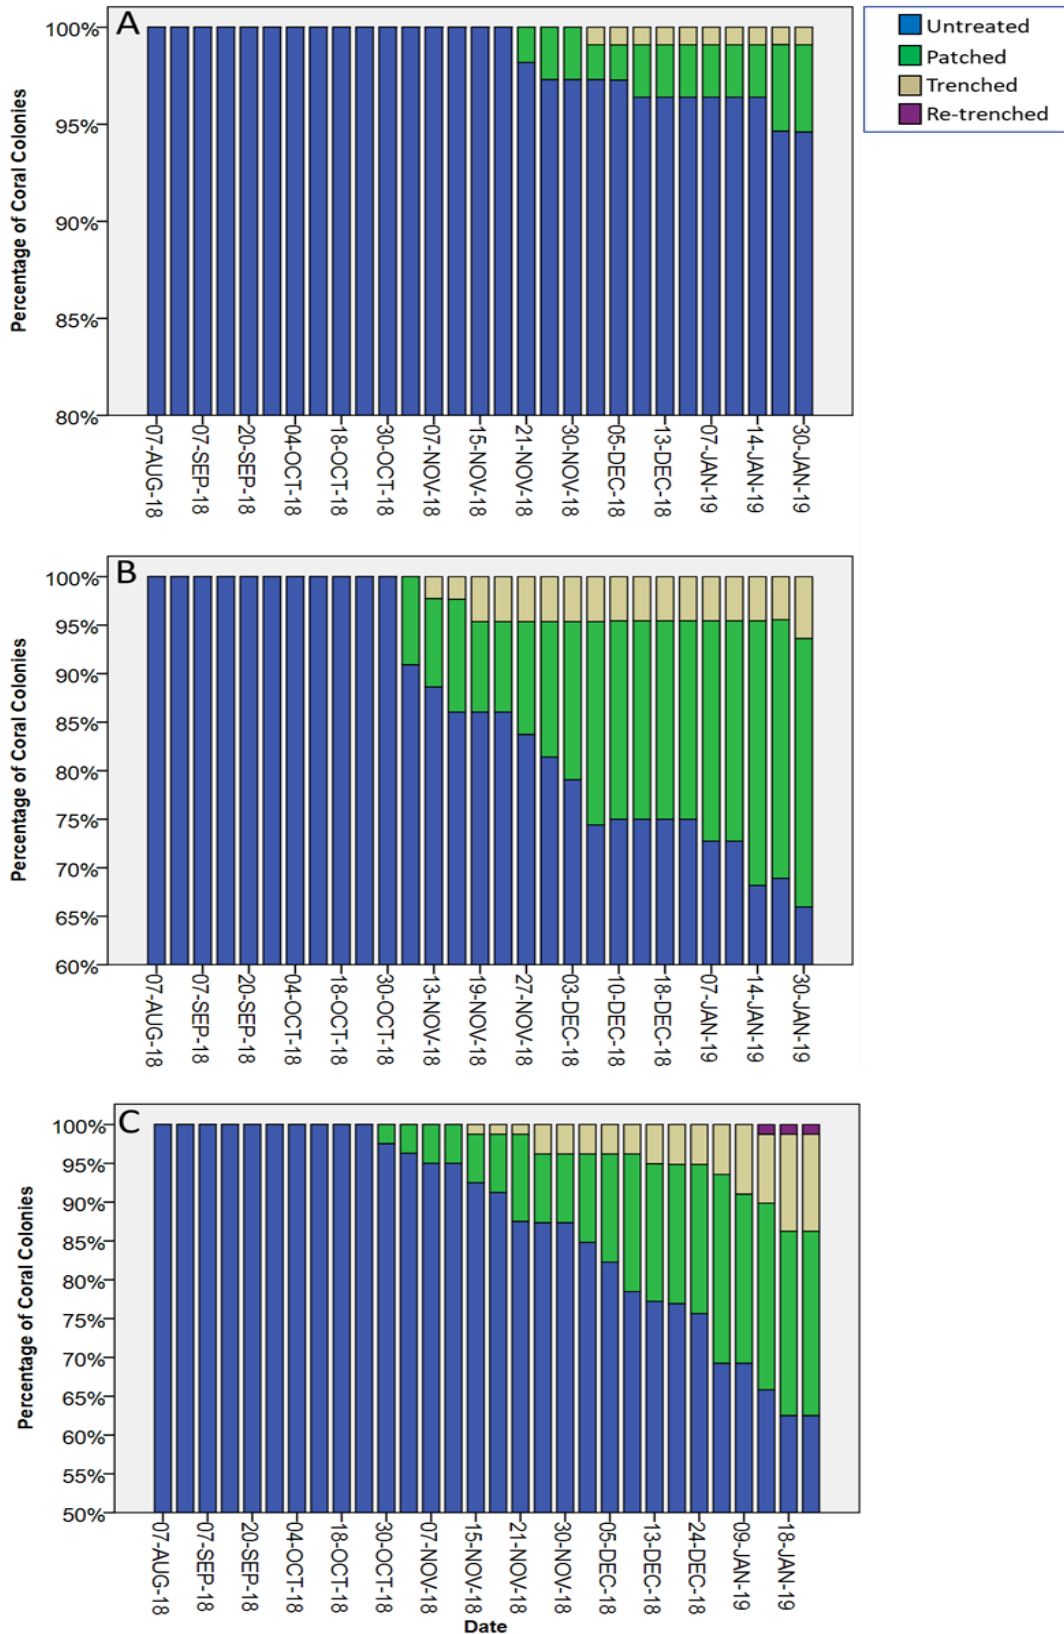 A
Untreated
Patched
Trenched
Re-trenched
Percentage of Coral Colonies
100%
95%
90%
85%
80%
07-AUG-18
07-SEP-18
20-SEP-18
04-OCT-18
18-OCT-18
30-OCT-18
07-NOV-18
15-NOV-18
21-NOV-18
30-NOV-18
05-DEC-18
13-DEC-18
07-JAN-19
14-JAN-19
30-JAN-19
B
Percentage of Coral Colonies
100%
95%
90%
85%
80%
75%
70%
65%
60%
07-AUG-18
07-SEP-18
20-SEP-18
04-OCT-18
18-OCT-18
30-OCT-18
13-NOV-18
19-NOV-18
27-NOV-18
03-DEC-18
10-DEC-18
18-DEC-18
07-JAN-19
14-JAN-19
30-JAN-19
C
Percentage of Coral Colonies
100%
95%
90%
85%
80%
75%
70%
65%
60%
55%
50%
07-AUG-18
07-SEP-18
20-SEP-18
04-OCT-18
18-OCT-18
30-OCT-18
07-NOV-18
15-NOV-18
21-NOV-18
30-NOV-18
05-DEC-18
13-DEC-18
24-DEC-18
09-JAN-19
18-JAN-19
Date